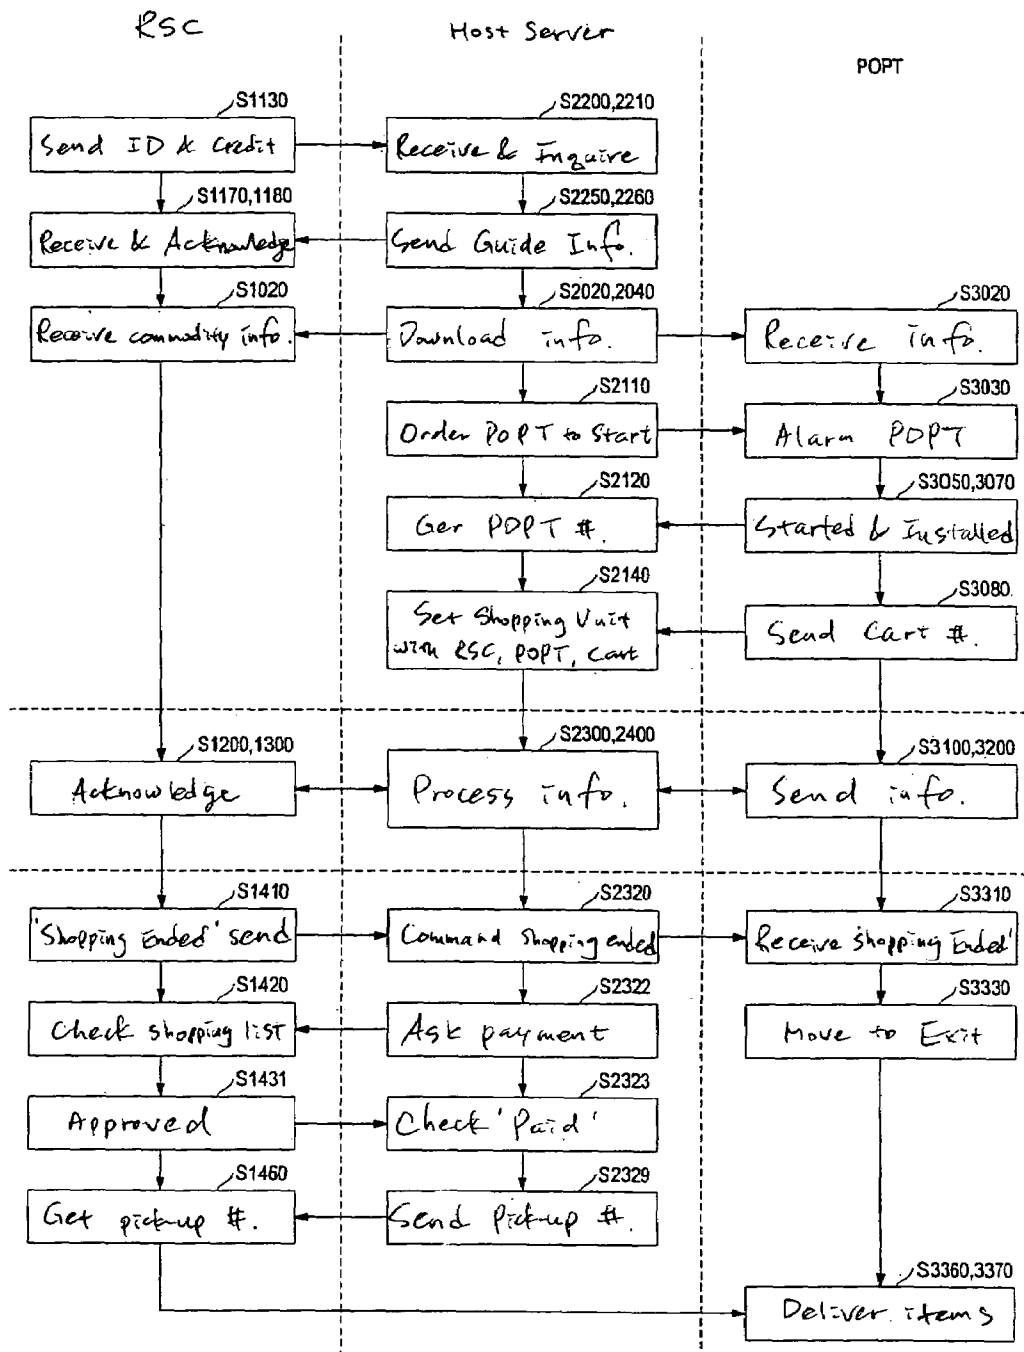 RSC
Host Server
POPT
S1130
S2200,2210
Send ID & Credit
Receive & Inquire
S1170,1180
S2250,2260
Receive & Acknowledge
Send Guide Info.
S1020
S2020,2040
S3020
Receive commodity info.
Download info.
Receive info.
S2110
S3030
Order POPT to Start
Alarm POPT
S2120
S3050,3070
Ger POPT #.
Started & Installed
S2140
S3080.
Set Shopping Unit
with RSC, POPT, Cart
Send Cart #.
S1200,1300
S2300,2400
S3100,3200
Acknowledge
Process info.
Send info.
S1410
S2320
S3310
'Shopping Ended' send
Command shopping ended
Receive 'shopping Ended'
S1420
S2322
S3330
Check shopping list
Ask payment
Move to Exit
S1431
S2323
Approved
Check 'Paid'
S1460
S2329
Get pick-up #.
Send Pick-up #.
S3360,3370
Deliver items